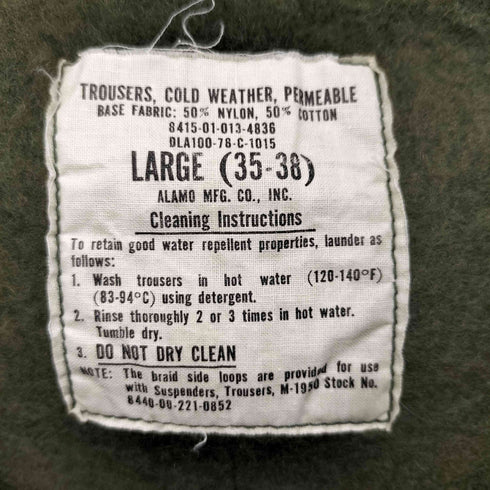 TROUSERS, COLD WEATHER, PERMEABLE
BASE FABRIC: 50% NYLON, 50% COTTON
8415-01-013-4836
DLA100-78-C-1015
LARGE (35-38)
ALAMO MFG. CO., INC.
Cleaning Instructions
To retain good water repellent properties, launder as
follows:
1. Wash trousers in hot water (120-140°F)
(83-94°C) using detergent.
2. Rinse thoroughly 2 or 3 times in hot water.
Tumble dry.
3. DO NOT DRY CLEAN
NOTE: The braid side loops are provided for use
with Suspenders, Trousers, M-1950 Stock No.
8440-00-221-0852